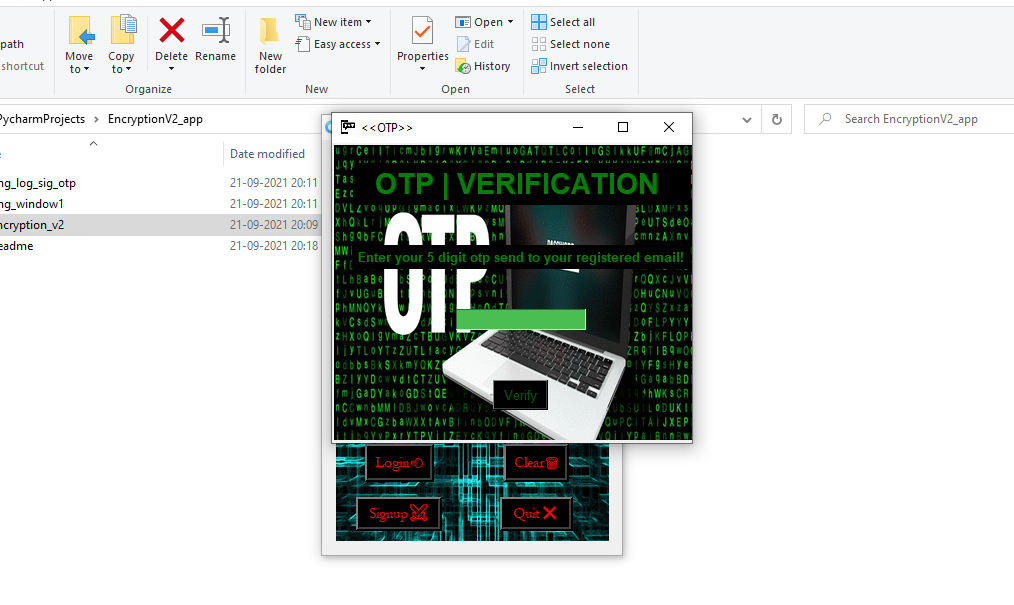 path
shortcut
Move to
Copy to
Delete
Rename
Organize
New folder
New item
Easy access
New
Properties
Open
Edit
History
Open
Select all
Select none
Invert selection
Select
PycharmProjects
EncryptionV2_app
Search EncryptionV2_app
Date modified
ng_log_sig_otp 21-09-2021 20:11
ng_window1 21-09-2021 20:11
ncryption_v2 21-09-2021 20:09
eadme 21-09-2021 20:18
<<OTP>>
OTP | VERIFICATION
OTP
Enter your 5 digit otp send to your registered email!
Verify
Login
Clear
Signup
Quit